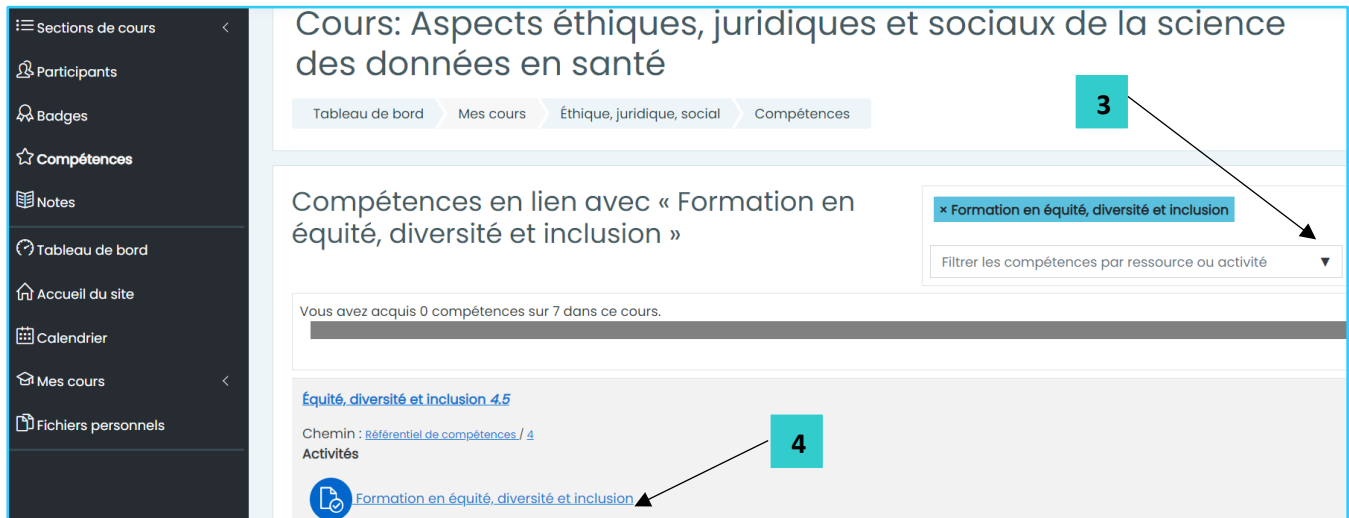 Sections de cours
Participants
Badges
Compétences
Notes
Tableau de bord
Accueil du site
Calendrier
Mes cours
Fichiers personnels
Cours: Aspects éthiques, juridiques et sociaux de la science
des données en santé
Tableau de bord Mes cours Éthique, juridique, social Compétences
3
Compétences en lien avec « Formation en
équité, diversité et inclusion »
× Formation en équité, diversité et inclusion
Filtrer les compétences par ressource ou activité ▼
Vous avez acquis 0 compétences sur 7 dans ce cours.
Équité, diversité et inclusion 4.5
Chemin : Référentiel de compétences / 4
Activités
4
Formation en équité, diversité et inclusion